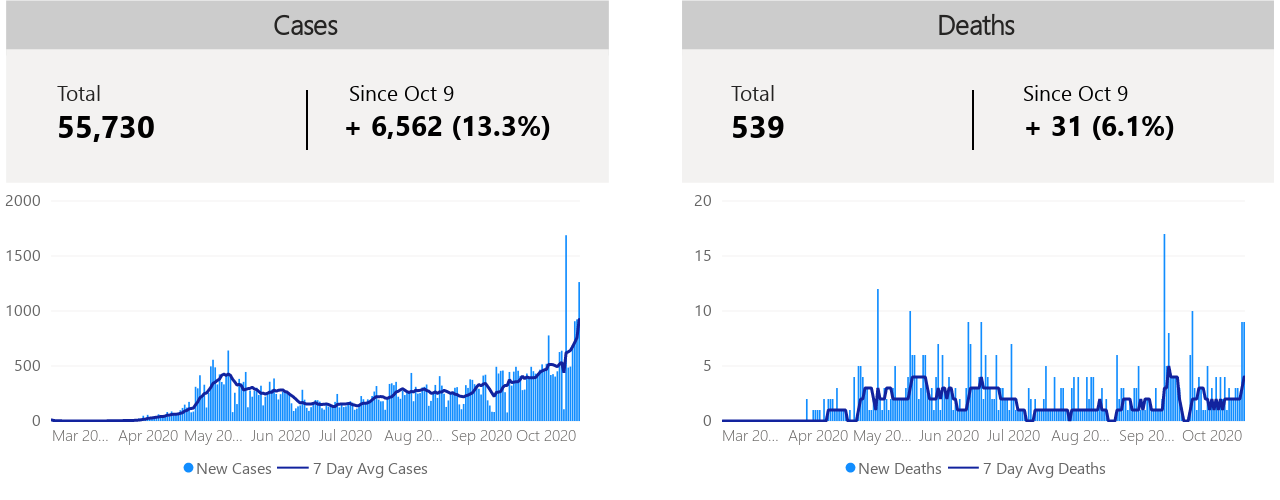 Cases
Total
55,730
Since Oct 9
+ 6,562 (13.3%)
2000
1500
1000
500
0
Mar 20... Apr 2020 May 20... Jun 2020 Jul 2020 Aug 20... Sep 2020 Oct 2020
New Cases 7 Day Avg Cases
Deaths
Total
539
Since Oct 9
+ 31 (6.1%)
20
15
10
5
0
Mar 20... Apr 2020 May 20... Jun 2020 Jul 2020 Aug 20... Sep 20... Oct 2020
New Deaths 7 Day Avg Deaths